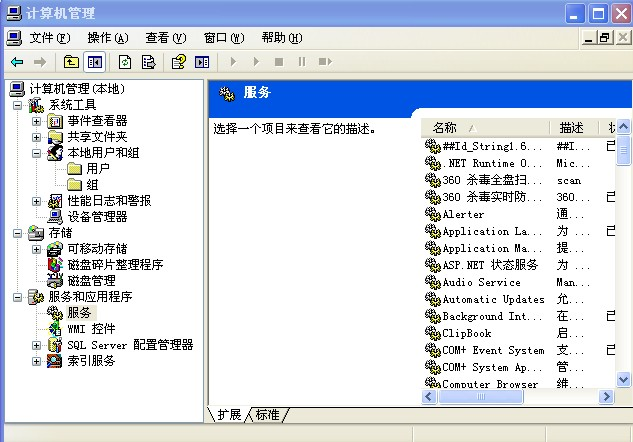 计算机管理
文件(F) 操作(A) 查看(V) 窗口(W) 帮助(H)
计算机管理(本地)
系统工具
事件查看器
共享文件夹
本地用户和组
用户
组
性能日志和警报
设备管理器
存储
可移动存储
磁盘碎片整理程序
磁盘管理
服务和应用程序
服务
WMI 控件
SQL Server 配置管理器
索引服务
服务
选择一个项目来查看它的描述。
名称 描述
##Id_String1.6... ##I...
.NET Runtime O... Mic...
360 杀毒全盘扫... scan
360 杀毒实时防... 360... 已
Alerter 通...
Application La... 为 ... 已
Application Ma... 提...
ASP.NET 状态服务 为 ...
Audio Service Man...
Automatic Updates 允...
Background Int... 在... 已
ClipBook 启...
COM+ Event System 支... 已
COM+ System Ap... 管...
Computer Browser 维...
扩展 标准